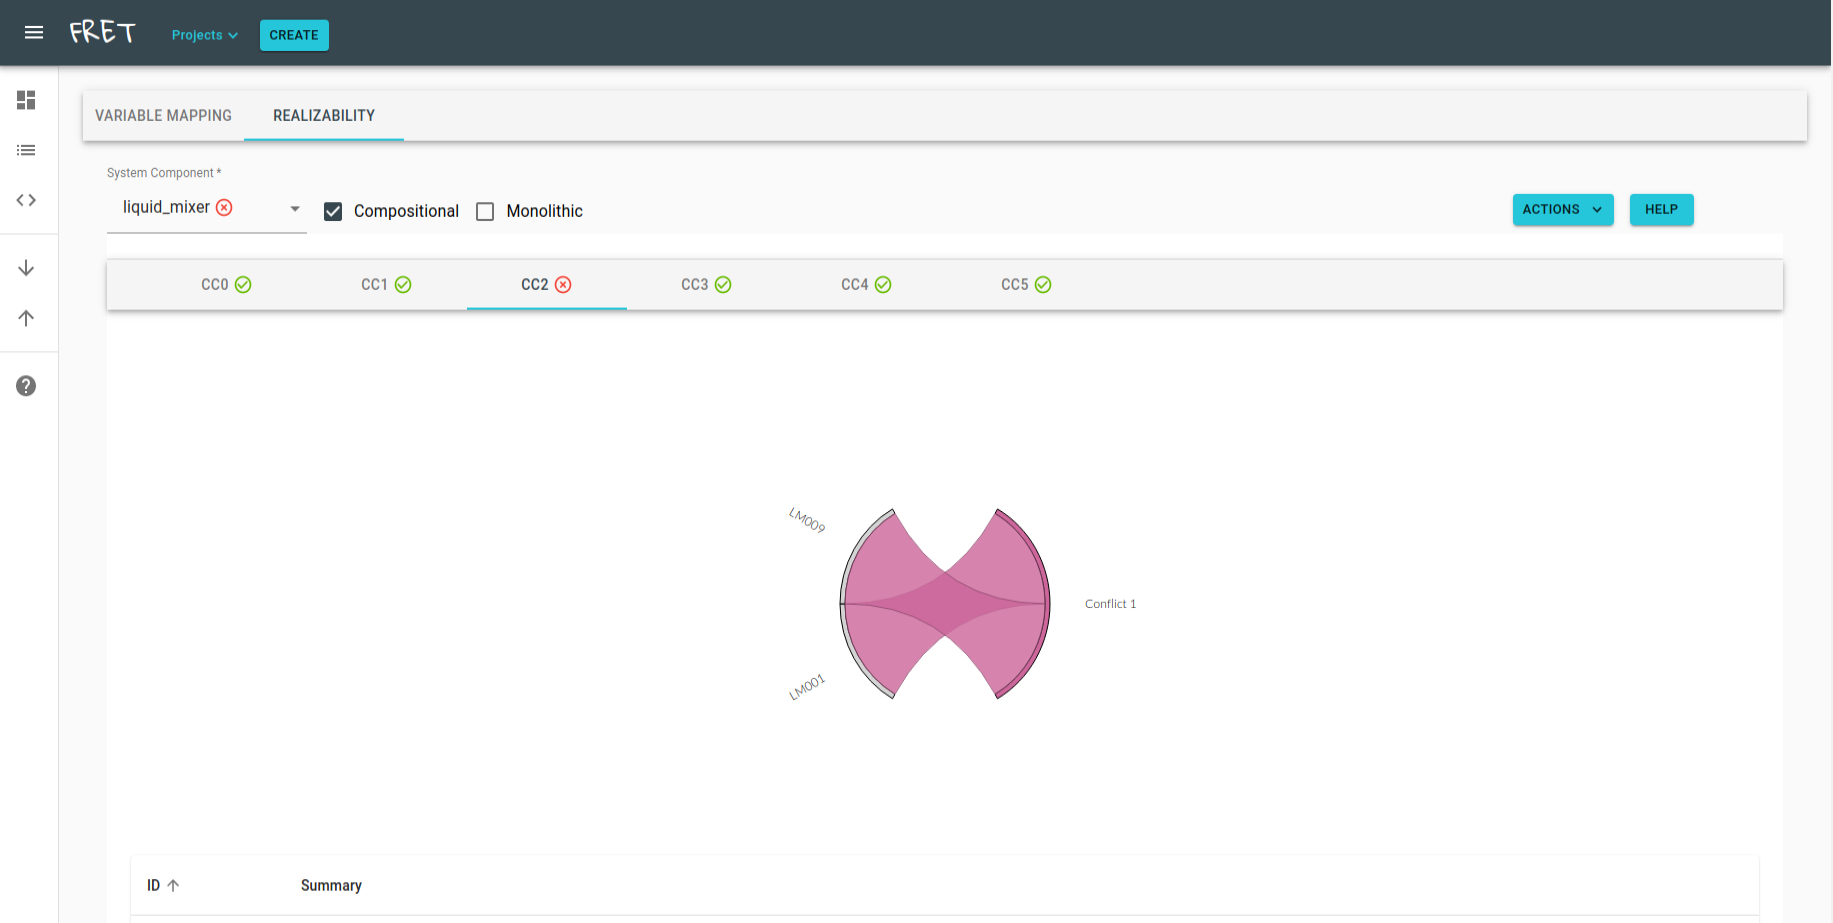 FRET Projects CREATE
VARIABLE MAPPING REALIZABILITY
System Component *
liquid_mixer Compositional Monolithic ACTIONS HELP
CC0 CC1 CC2 CC3 CC4 CC5
LM009
Conflict 1
LM001
ID Summary